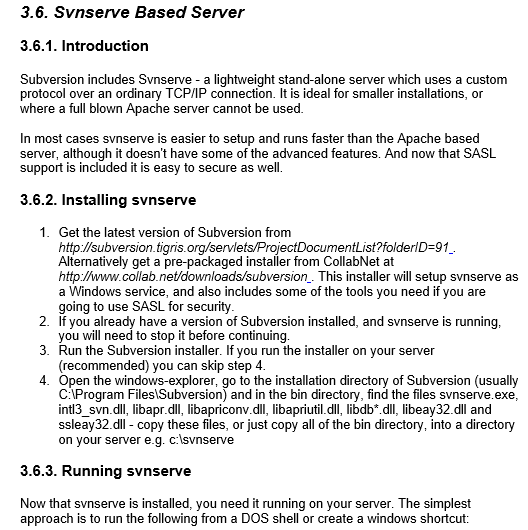 3.6. Svnserve Based Server
3.6.1. Introduction
Subversion includes Svnserve - a lightweight stand-alone server which uses a custom
protocol over an ordinary TCP/IP connection. It is ideal for smaller installations, or
where a full blown Apache server cannot be used.
In most cases svnserve is easier to setup and runs faster than the Apache based
server, although it doesn't have some of the advanced features. And now that SASL
support is included it is easy to secure as well.
3.6.2. Installing svnserve
1. Get the latest version of Subversion from
http://subversion.tigris.org/servlets/ProjectDocumentList?folderID=91 .
Alternatively get a pre-packaged installer from CollabNet at
http://www.collab.net/downloads/subversion . This installer will setup svnserve as
a Windows service, and also includes some of the tools you need if you are
going to use SASL for security.
2. If you already have a version of Subversion installed, and svnserve is running,
you will need to stop it before continuing.
3. Run the Subversion installer. If you run the installer on your server
(recommended) you can skip step 4.
4. Open the windows-explorer, go to the installation directory of Subversion (usually
C:\Program Files\Subversion) and in the bin directory, find the files svnserve.exe,
intl3_svn.dll, libapr.dll, libapriconv.dll, libapriutil.dll, libdb*.dll, libeay32.dll and
ssleay32.dll - copy these files, or just copy all of the bin directory, into a directory
on your server e.g. c:\svnserve
3.6.3. Running svnserve
Now that svnserve is installed, you need it running on your server. The simplest
approach is to run the following from a DOS shell or create a windows shortcut: